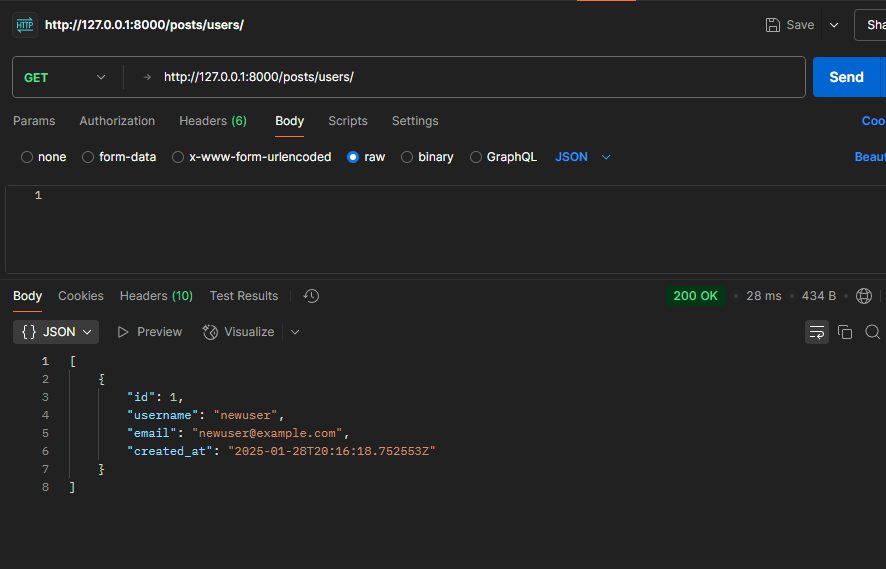 HTTP http://127.0.0.1:8000/posts/users/ Save Sha
GET http://127.0.0.1:8000/posts/users/ Send
Params Authorization Headers (6) Body Scripts Settings Coo
none form-data x-www-form-urlencoded raw binary GraphQL JSON Beaut
1
Body Cookies Headers (10) Test Results 200 OK • 28 ms • 434 B •
{} JSON Preview Visualize
1 [
2 {
3 "id": 1,
4 "username": "newuser",
5 "email": "newuser@example.com",
6 "created_at": "2025-01-28T20:16:18.752553Z"
7 }
8 ]